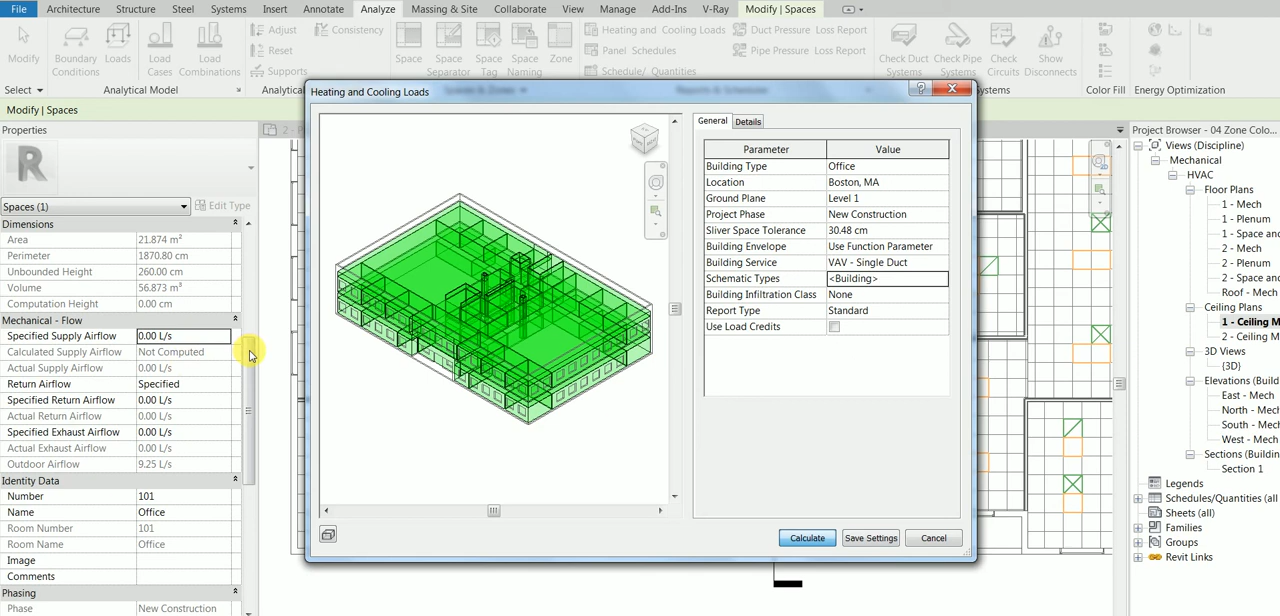 File Architecture Structure Steel Systems Insert Annotate Analyze Massing & Site Collaborate View Manage Add-Ins V-Ray Modify | Spaces
Adjust Consistency Heating and Cooling Loads Duct Pressure Loss Report
Reset Panel Schedules Pipe Pressure Loss Report
Supports Schedule/ Quantities
Modify Boundary Conditions Loads Load Cases Load Combinations Space Space Separator Space Tag Space Naming Zone Check Duct Systems Check Pipe Systems Check Circuits Show Disconnects
Select Analytical Model Analytical Spaces & Zones Reports & Schedules Systems Color Fill Energy Optimization
Modify | Spaces
Properties
R
Spaces (1) Edit Type
Dimensions
Area 21.874 m²
Perimeter 1870.80 cm
Unbounded Height 260.00 cm
Volume 56.873 m³
Computation Height 0.00 cm
Mechanical - Flow
Specified Supply Airflow 0.00 L/s
Calculated Supply Airflow Not Computed
Actual Supply Airflow 0.00 L/s
Return Airflow Specified
Specified Return Airflow 0.00 L/s
Actual Return Airflow 0.00 L/s
Specified Exhaust Airflow 0.00 L/s
Actual Exhaust Airflow 0.00 L/s
Outdoor Airflow 9.25 L/s
Identity Data
Number 101
Name Office
Room Number 101
Room Name Office
Image
Comments
Phasing
Phase New Construction
Heating and Cooling Loads
General Details
Parameter Value
Building Type Office
Location Boston, MA
Ground Plane Level 1
Project Phase New Construction
Sliver Space Tolerance 30.48 cm
Building Envelope Use Function Parameter
Building Service VAV - Single Duct
Schematic Types <Building>
Building Infiltration Class None
Report Type Standard
Use Load Credits
Calculate Save Settings Cancel
Project Browser - 04 Zone Colo...
Views (Discipline)
Mechanical
HVAC
Floor Plans
1 - Mech
1 - Plenum
1 - Space and
2 - Mech
2 - Plenum
2 - Space and
Roof - Mech
Ceiling Plans
1 - Ceiling M
2 - Ceiling M
3D Views
{3D}
Elevations (Build
East - Mech
North - Mech
South - Mech
West - Mech
Sections (Buildin
Section 1
Legends
Schedules/Quantities (all
Sheets (all)
Families
Groups
Revit Links